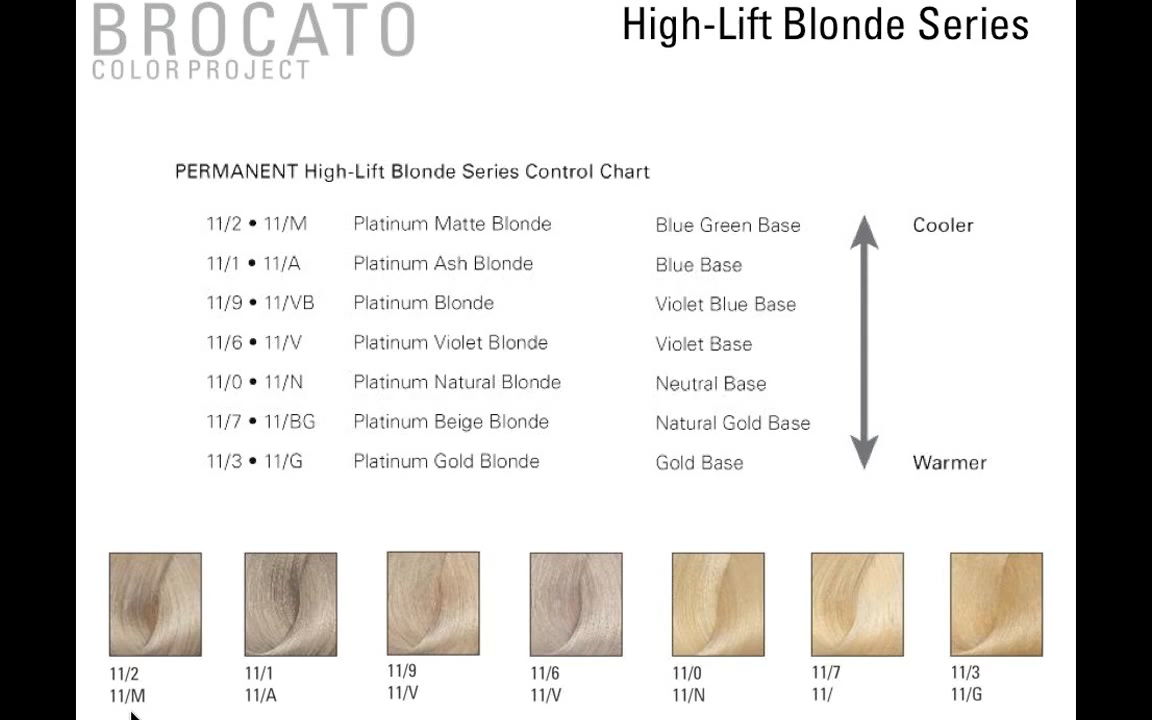 BROCATO
COLOR PROJECT
High-Lift Blonde Series
PERMANENT High-Lift Blonde Series Control Chart
11/2 • 11/M Platinum Matte Blonde Blue Green Base Cooler
11/1 • 11/A Platinum Ash Blonde Blue Base
11/9 • 11/VB Platinum Blonde Violet Blue Base
11/6 • 11/V Platinum Violet Blonde Violet Base
11/0 • 11/N Platinum Natural Blonde Neutral Base
11/7 • 11/BG Platinum Beige Blonde Natural Gold Base
11/3 • 11/G Platinum Gold Blonde Gold Base Warmer
11/2 11/1 11/9 11/6 11/0 11/7 11/3
11/M 11/A 11/V 11/V 11/N 11/ 11/G